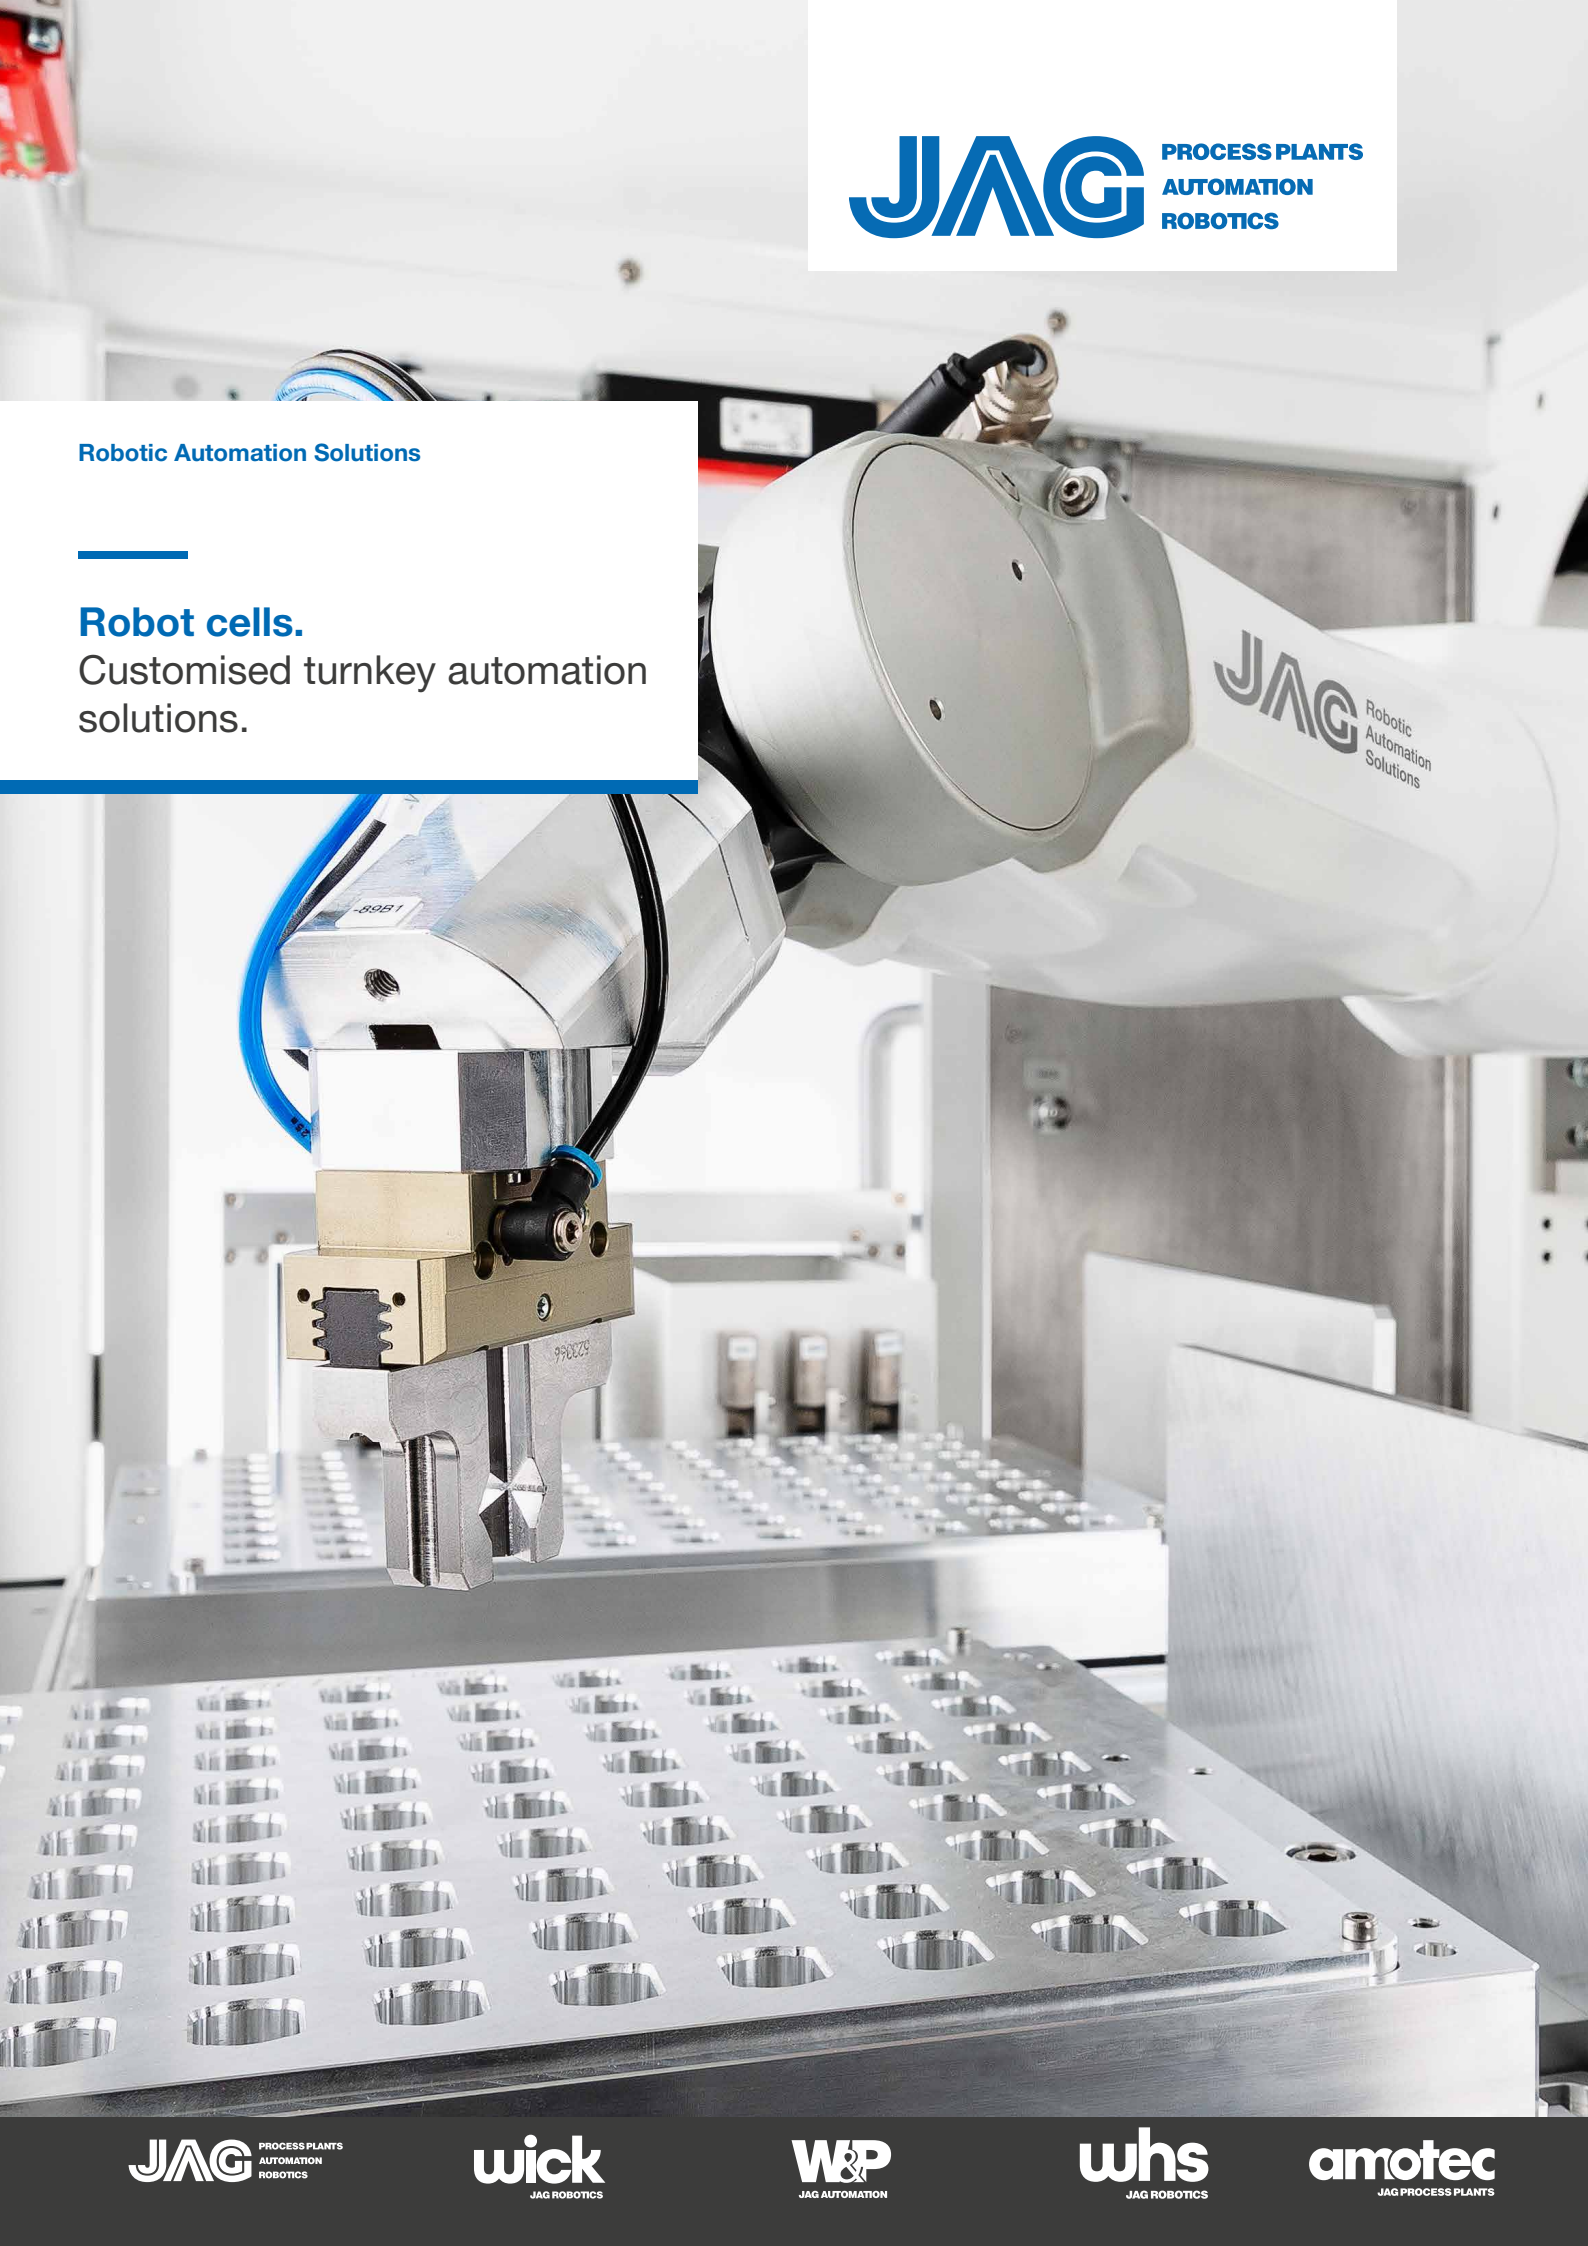 JAG
PROCESS PLANTS
AUTOMATION
ROBOTICS
Robotic Automation Solutions
Robot cells.
Customised turnkey automation
solutions.
JAG
Robotic
Automation
Solutions
-89B1
523366
JAG
PROCESS PLANTS
AUTOMATION
ROBOTICS
wick
JAG ROBOTICS
W&P
JAG AUTOMATION
whs
JAG ROBOTICS
amotec
JAG PROCESS PLANTS